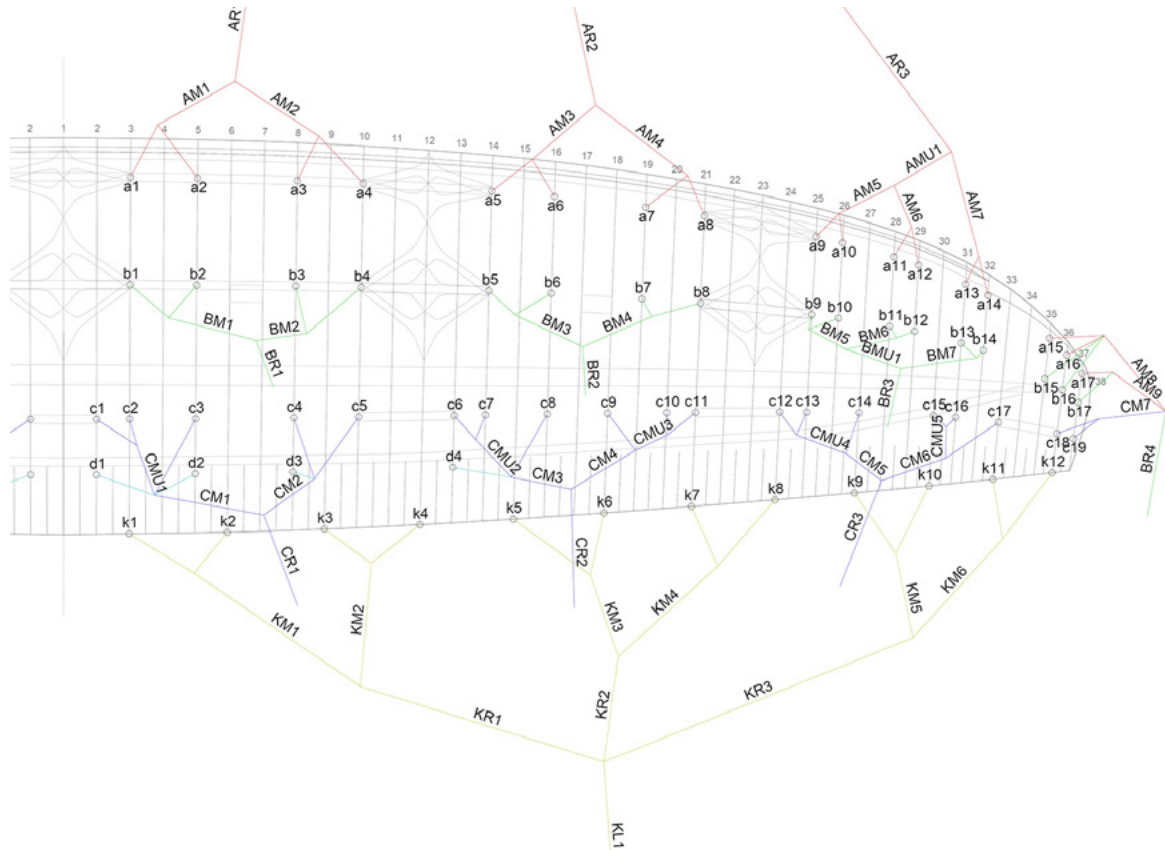 AR1
AR2
AR3
AM1
AM2
AM3
AM4
AMU1
AM5
AM6
AM7
2 1 2 3 4 5 6 7 8 9 10 11 12 13 14 15 16 17 18 19 20 21 22 23 24 25 26 27 28 29 30 31 32 33 34 35 36 37 38
a1 a2 a3 a4 a5 a6 a7 a8 a9 a10 a11 a12 a13 a14 a15 a16 a17
AM8
AM9
b1 b2 b3 b4 b5 b6 b7 b8 b9 b10 b11 b12 b13 b14 b15 b16 b17
BM1 BM2 BM3 BM4 BM5 BM6 BMU1 BM7
BR1 BR2 BR3 BR4
c1 c2 c3 c4 c5 c6 c7 c8 c9 c10 c11 c12 c13 c14 c15 c16 c17 c18 c19
CM7
d1 d2 d3 d4
CMU1 CM1 CM2 CMU2 CM3 CM4 CMU3 CMU4 CM5 CM6 CMU5
CR1 CR2 CR3
k1 k2 k3 k4 k5 k6 k7 k8 k9 k10 k11 k12
KM1 KM2 KM3 KM4 KM5 KM6
KR1 KR2 KR3
KL1